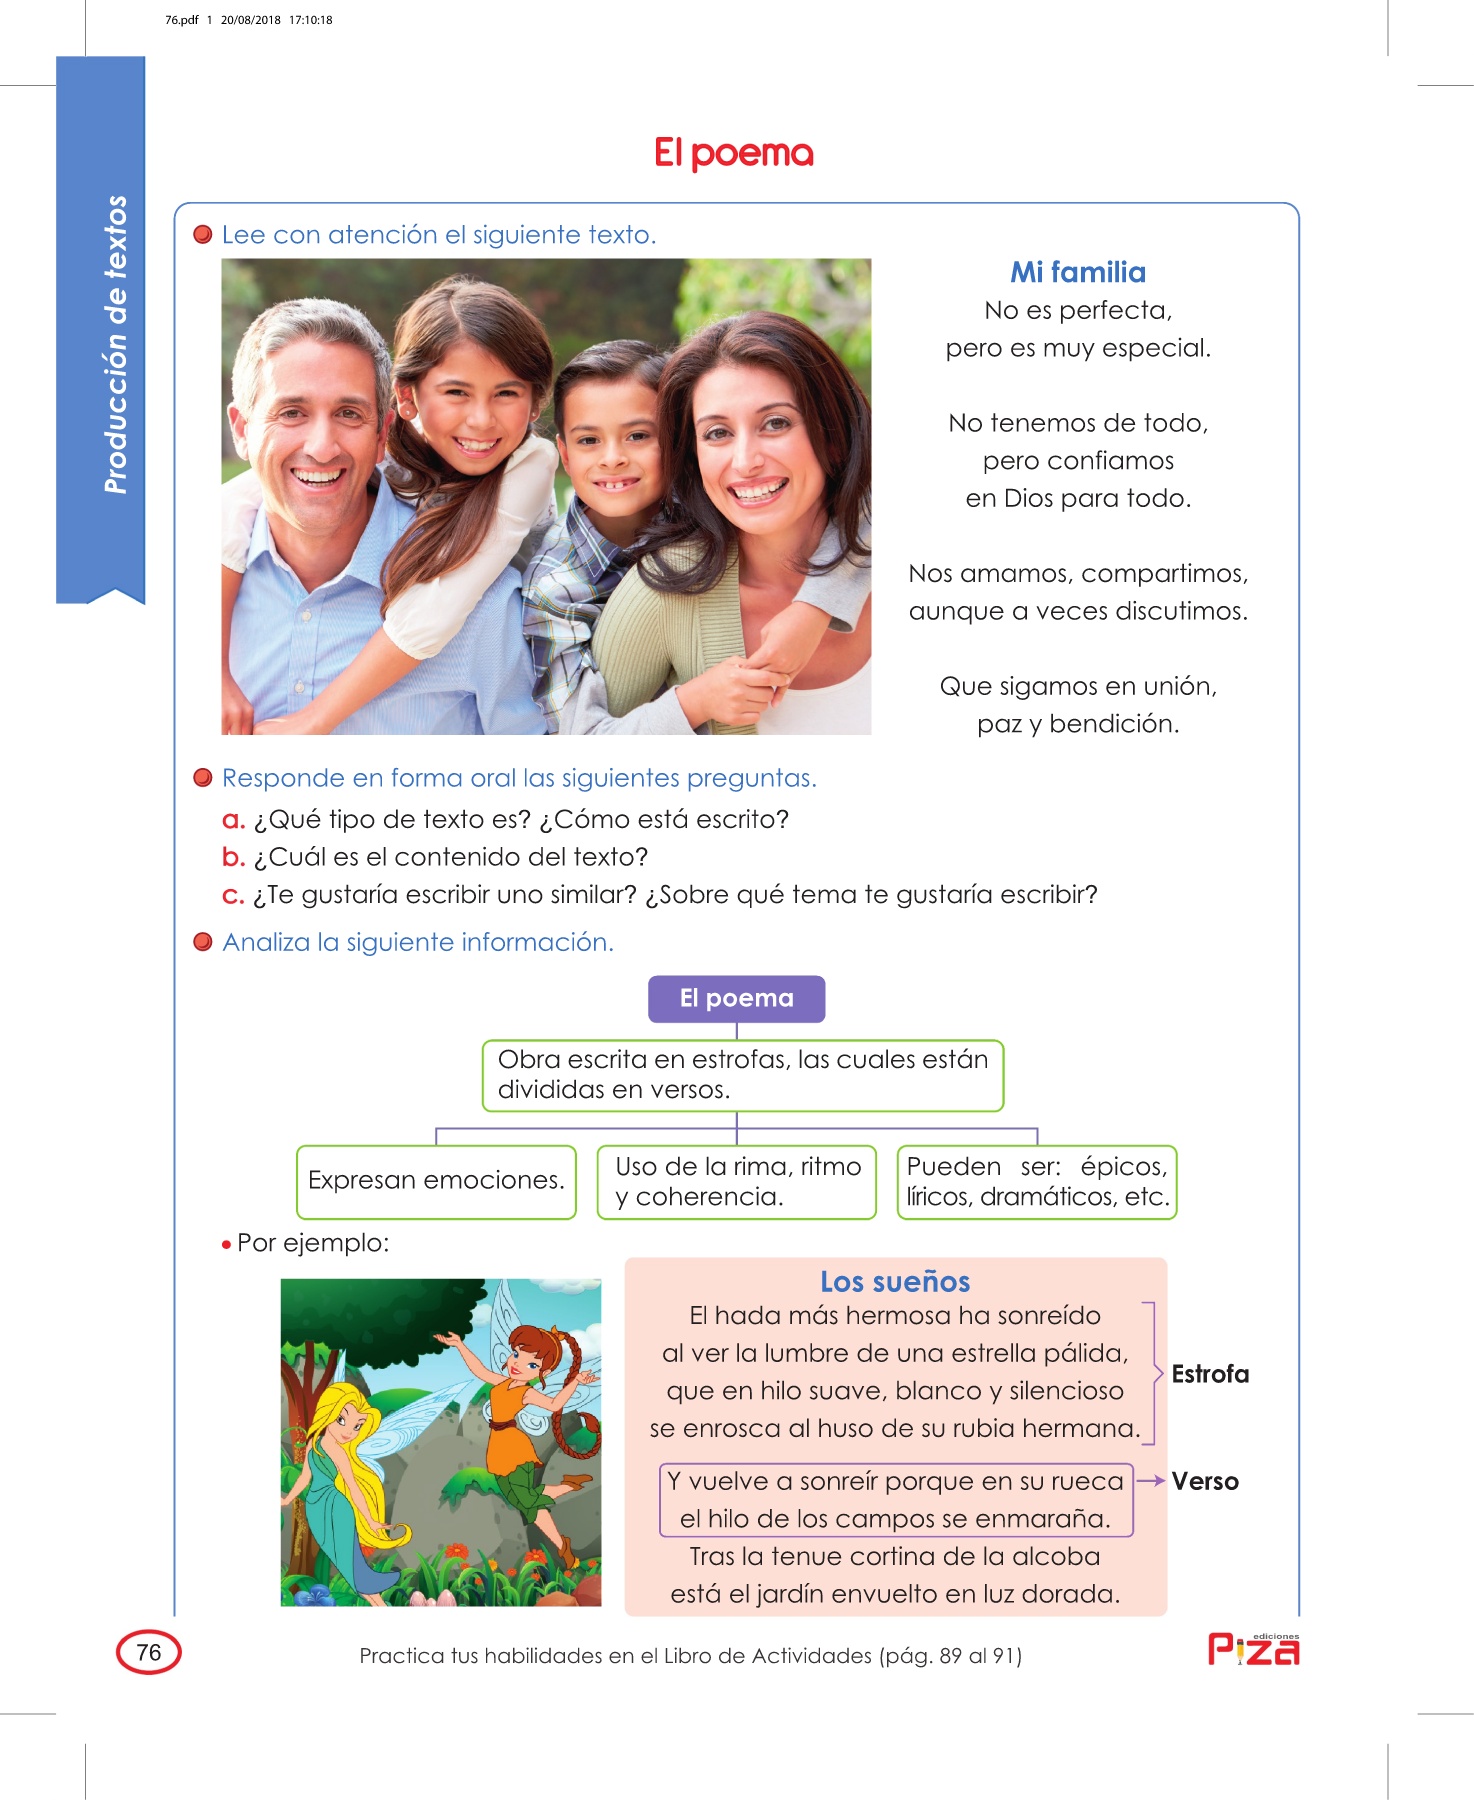 76.pdf 1 20/08/2018 17:10:18
Producción de textos
El poema
Lee con atención el siguiente texto.
Mi familia
No es perfecta,
pero es muy especial.
No tenemos de todo,
pero confiamos
en Dios para todo.
Nos amamos, compartimos,
aunque a veces discutimos.
Que sigamos en unión,
paz y bendición.
Responde en forma oral las siguientes preguntas.
a. ¿Qué tipo de texto es? ¿Cómo está escrito?
b. ¿Cuál es el contenido del texto?
c. ¿Te gustaría escribir uno similar? ¿Sobre qué tema te gustaría escribir?
Analiza la siguiente información.
El poema
Obra escrita en estrofas, las cuales están
divididas en versos.
Expresan emociones.
Uso de la rima, ritmo
y coherencia.
Pueden ser: épicos,
líricos, dramáticos, etc.
• Por ejemplo:
Los sueños
El hada más hermosa ha sonreído
al ver la lumbre de una estrella pálida,
que en hilo suave, blanco y silencioso
se enrosca al huso de su rubia hermana.
Estrofa
Y vuelve a sonreír porque en su rueca
el hilo de los campos se enmaraña.
Verso
Tras la tenue cortina de la alcoba
está el jardín envuelto en luz dorada.
76
Practica tus habilidades en el Libro de Actividades (pág. 89 al 91)
ediciones
Piza